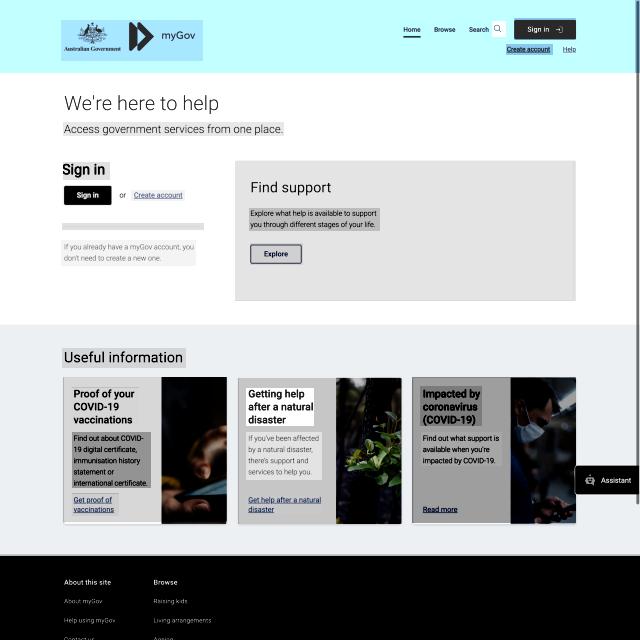 Australian Government
myGov
Home
Browse
Search
Sign in
Create account
Help
We're here to help
Access government services from one place.
Sign in
Sign in
or
Create account
If you already have a myGov account, you
don't need to create a new one.
Find support
Explore what help is available to support
you through different stages of your life.
Explore
Useful information
Proof of your
COVID-19
vaccinations
Find out about COVID-
19 digital certificate,
immunisation history
statement or
international certificate.
Get proof of
vaccinations
Getting help
after a natural
disaster
If you've been affected
by a natural disaster,
there's support and
services to help you.
Get help after a natural
disaster
Impacted by
coronavirus
(COVID-19)
Find out what support is
available when you're
impacted by COVID-19.
Read more
Assistant
About this site
About myGov
Help using myGov
Contact us
Browse
Raising kids
Living arrangements
Ageing